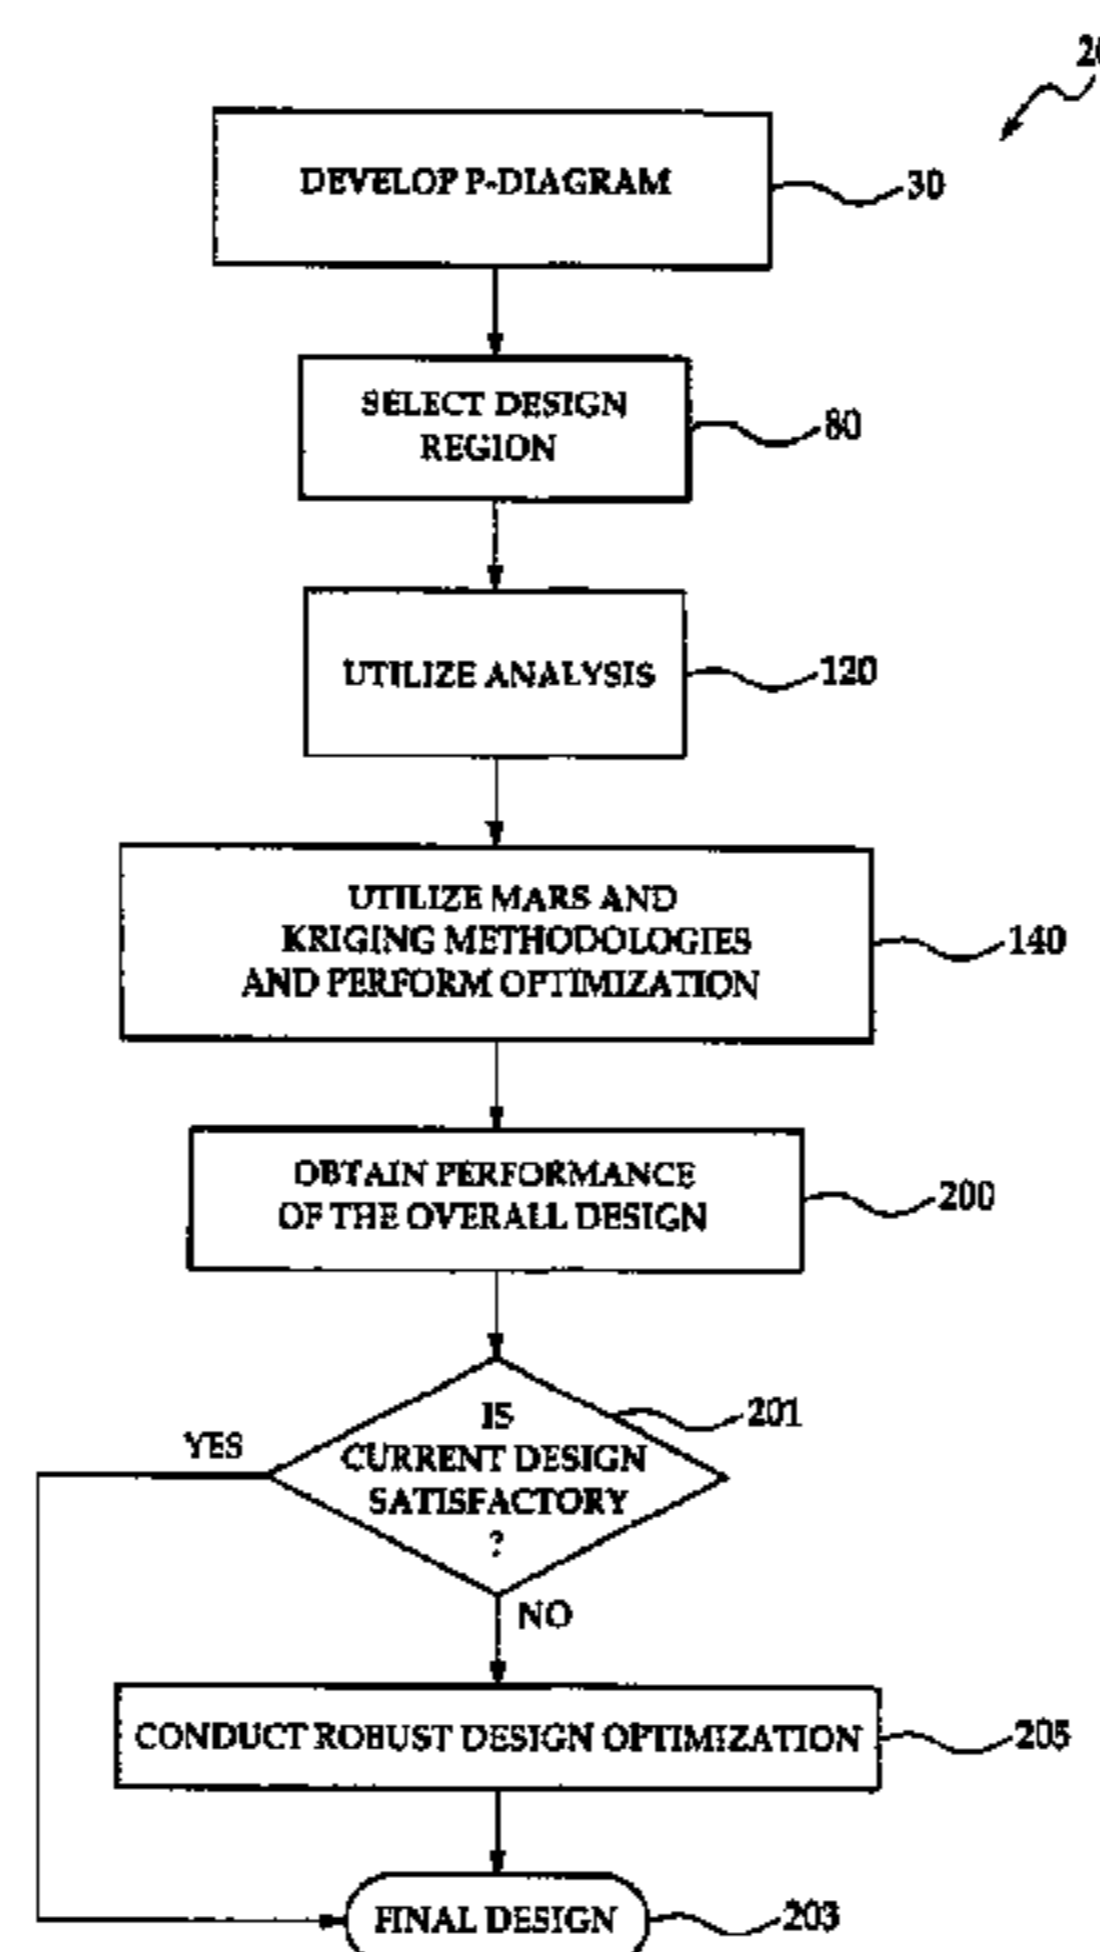 DEVELOP P-DIAGRAM
30
SELECT DESIGN
REGION
80
UTILIZE ANALYSIS
120
UTILIZE MARS AND
KRIGING METHODOLOGIES
AND PERFORM OPTIMIZATION
140
OBTAIN PERFORMANCE
OF THE OVERALL DESIGN
200
IS
CURRENT DESIGN
SATISFACTORY
?
201
YES
NO
CONDUCT ROBUST DESIGN OPTIMIZATION
205
FINAL DESIGN
203